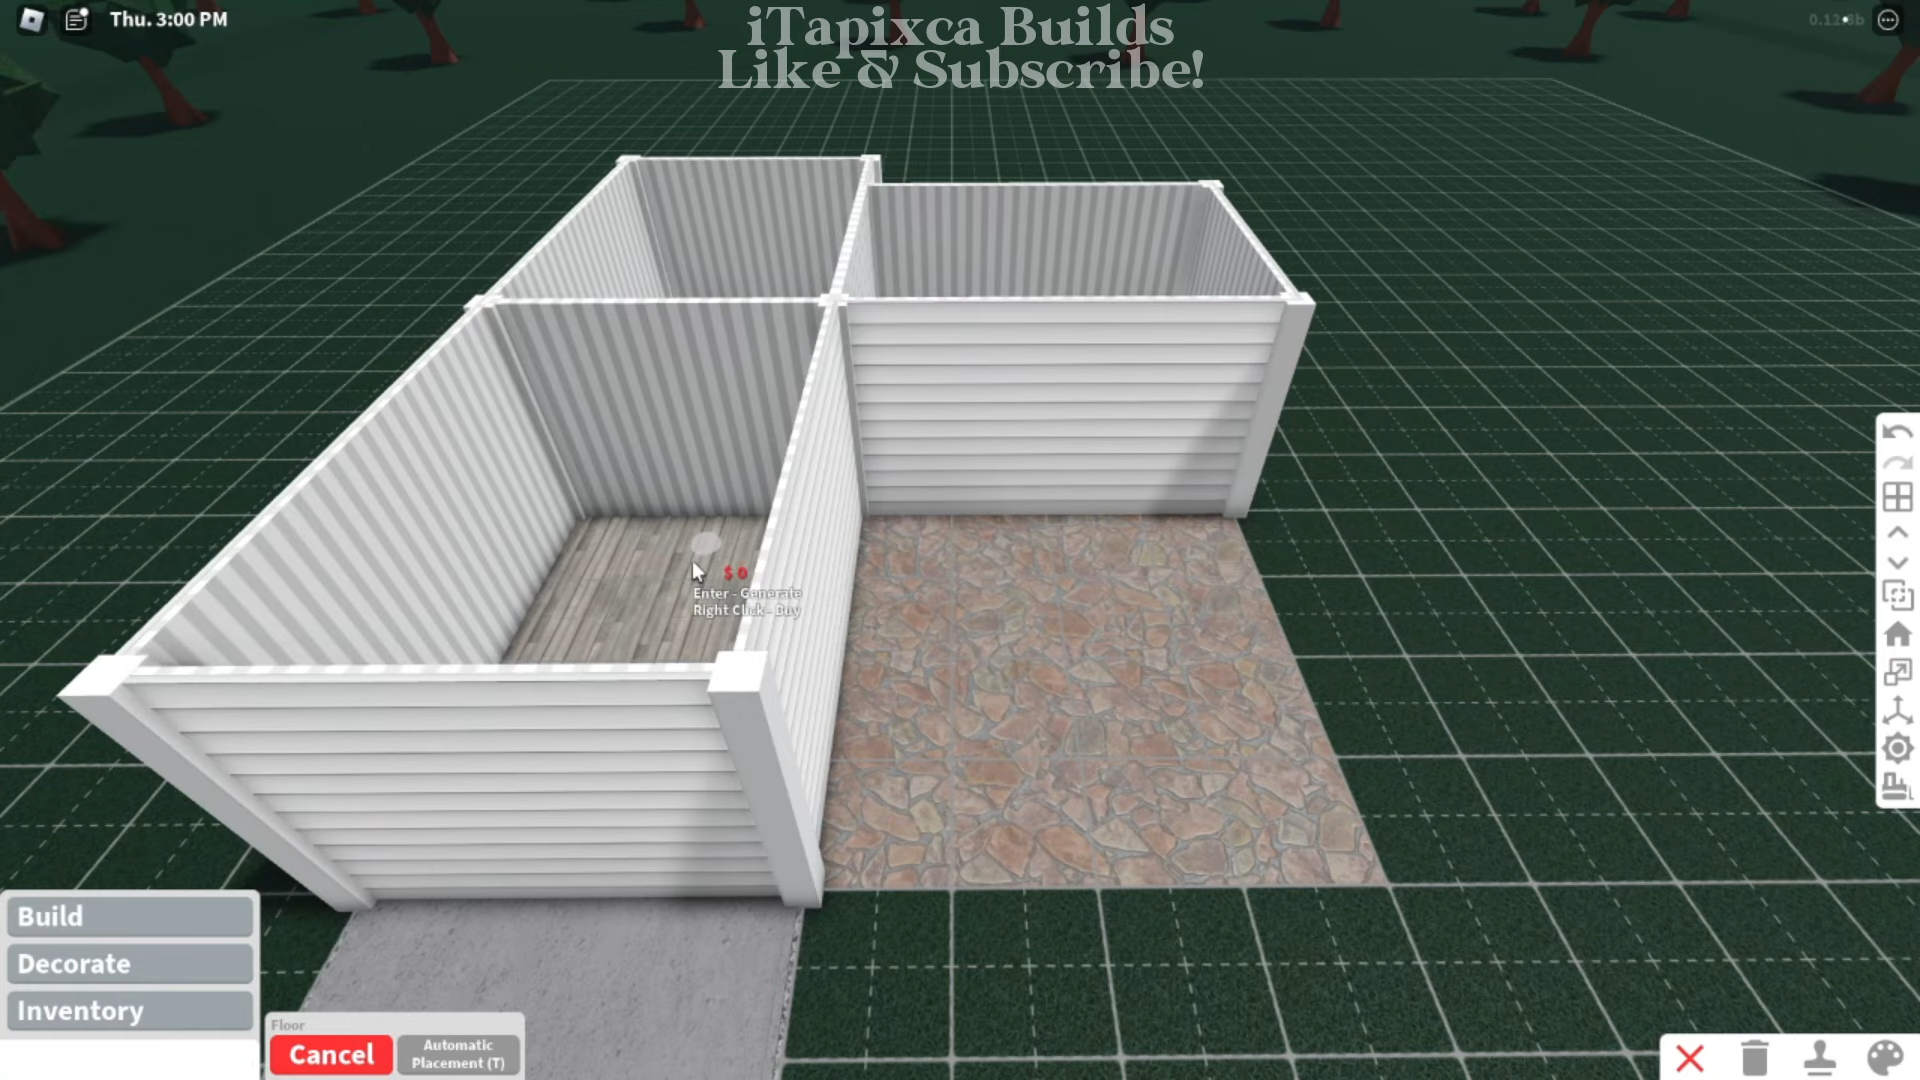 Thu. 3:00 PM
iTapixca Builds
Like & Subscribe!
$ 0
Enter - Generate
Right Click - Buy
Build
Decorate
Inventory
Floor
Cancel
Automatic
Placement (T)